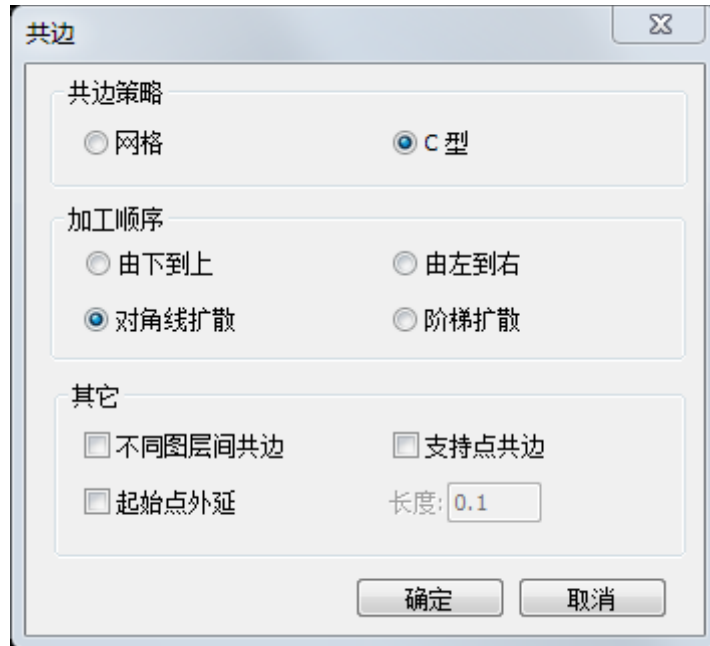 共边
共边策略
网格 C 型
加工顺序
由下到上 由左到右
对角线扩散 阶梯扩散
其它
不同图层间共边 支持点共边
起始点外延 长度: 0.1
确定 取消